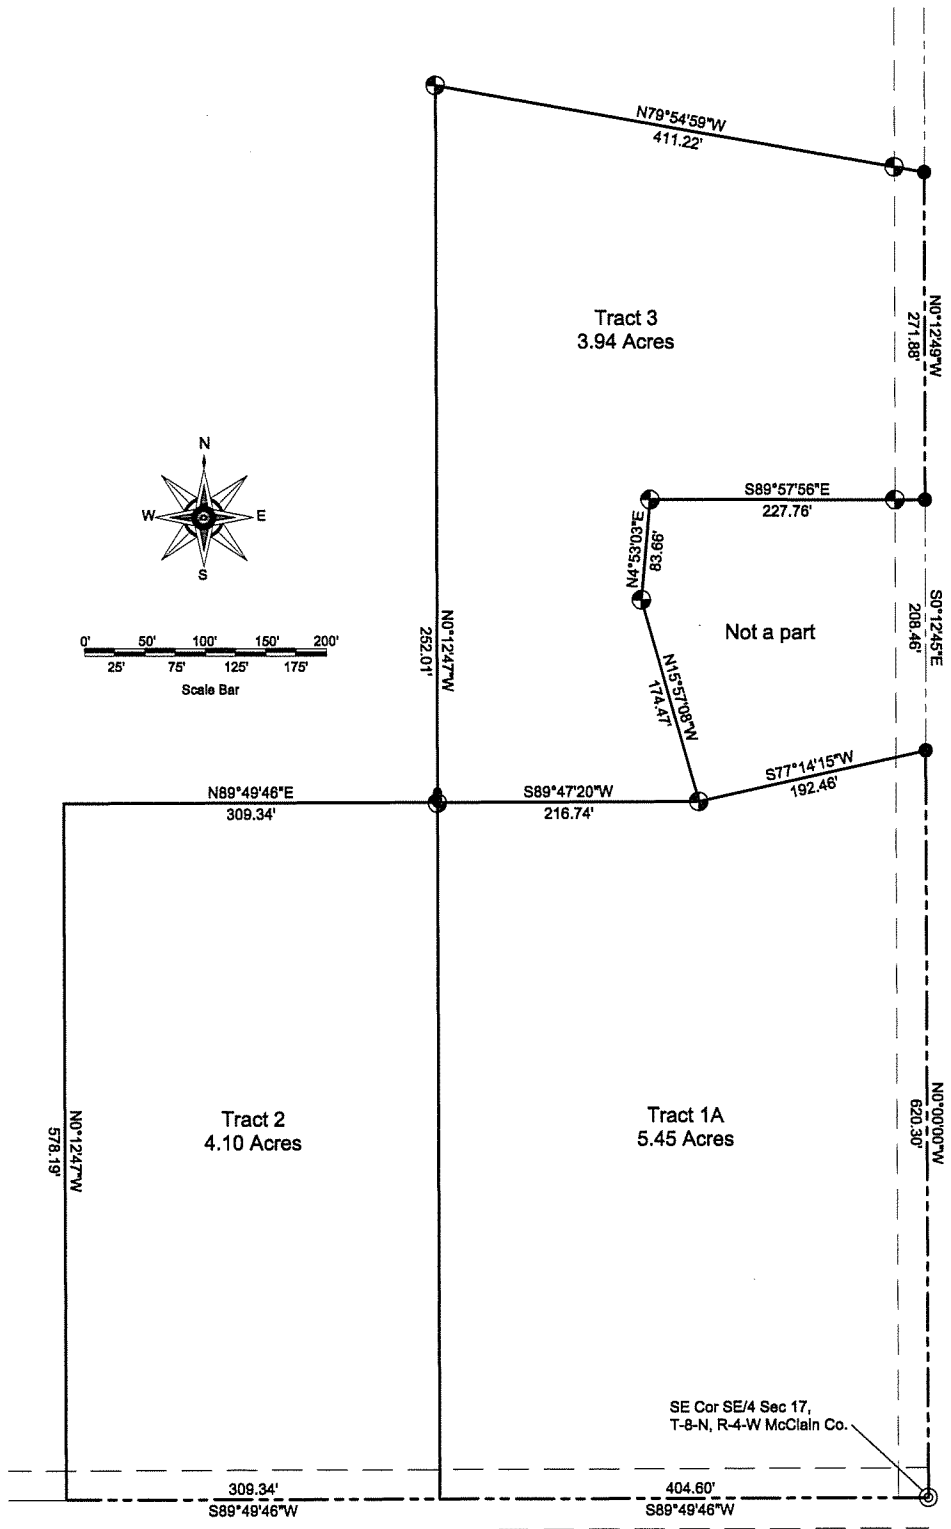 N79°54'59"W
411.22'
Tract 3
3.94 Acres
N0°12'49"W
271.88'
N
W
E
S
S89°57'56"E
227.76'
N4°53'03"E
83.66'
Not a part
S0°12'45"E
208.46'
0' 50' 100' 150' 200'
25' 75' 125' 175'
Scale Bar
N0°12'47"W
252.01'
N15°57'08"W
174.47'
S77°14'15"W
192.46'
N89°49'46"E
309.34'
S89°47'20"W
216.74'
N0°12'47"W
578.19'
Tract 2
4.10 Acres
Tract 1A
5.45 Acres
N0°00'00"W
620.30'
SE Cor SE/4 Sec 17,
T-8-N, R-4-W McClain Co.
309.34'
S89°49'46"W
404.60'
S89°49'46"W